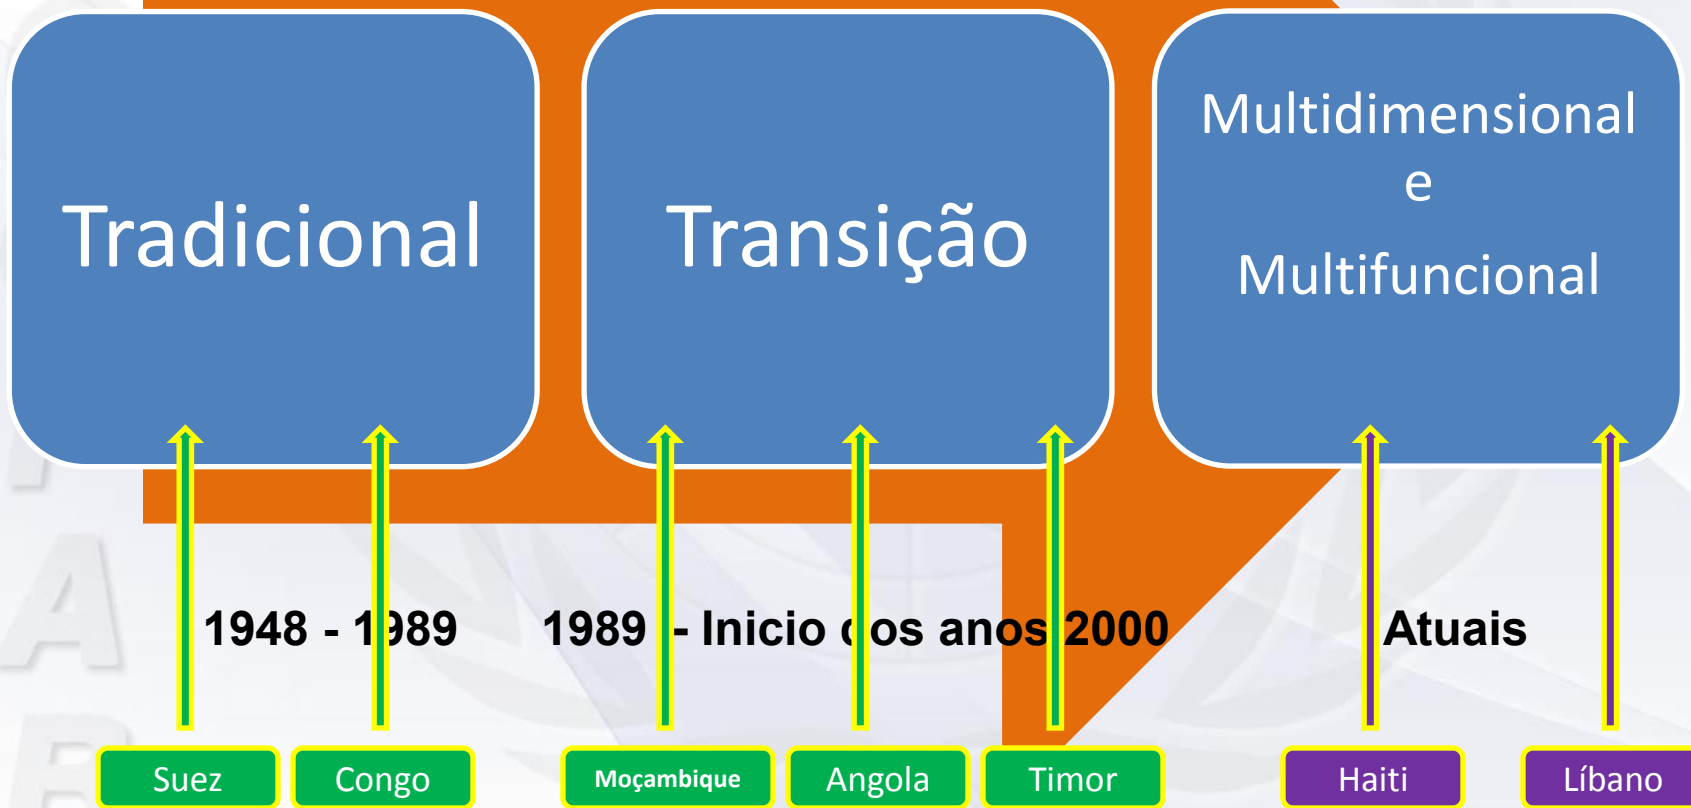 Tradicional
Transição
Multidimensional
e
Multifuncional
1948 - 1989
1989 - Inicio dos anos 2000
Atuais
Suez
Congo
Moçambique
Angola
Timor
Haiti
Líbano